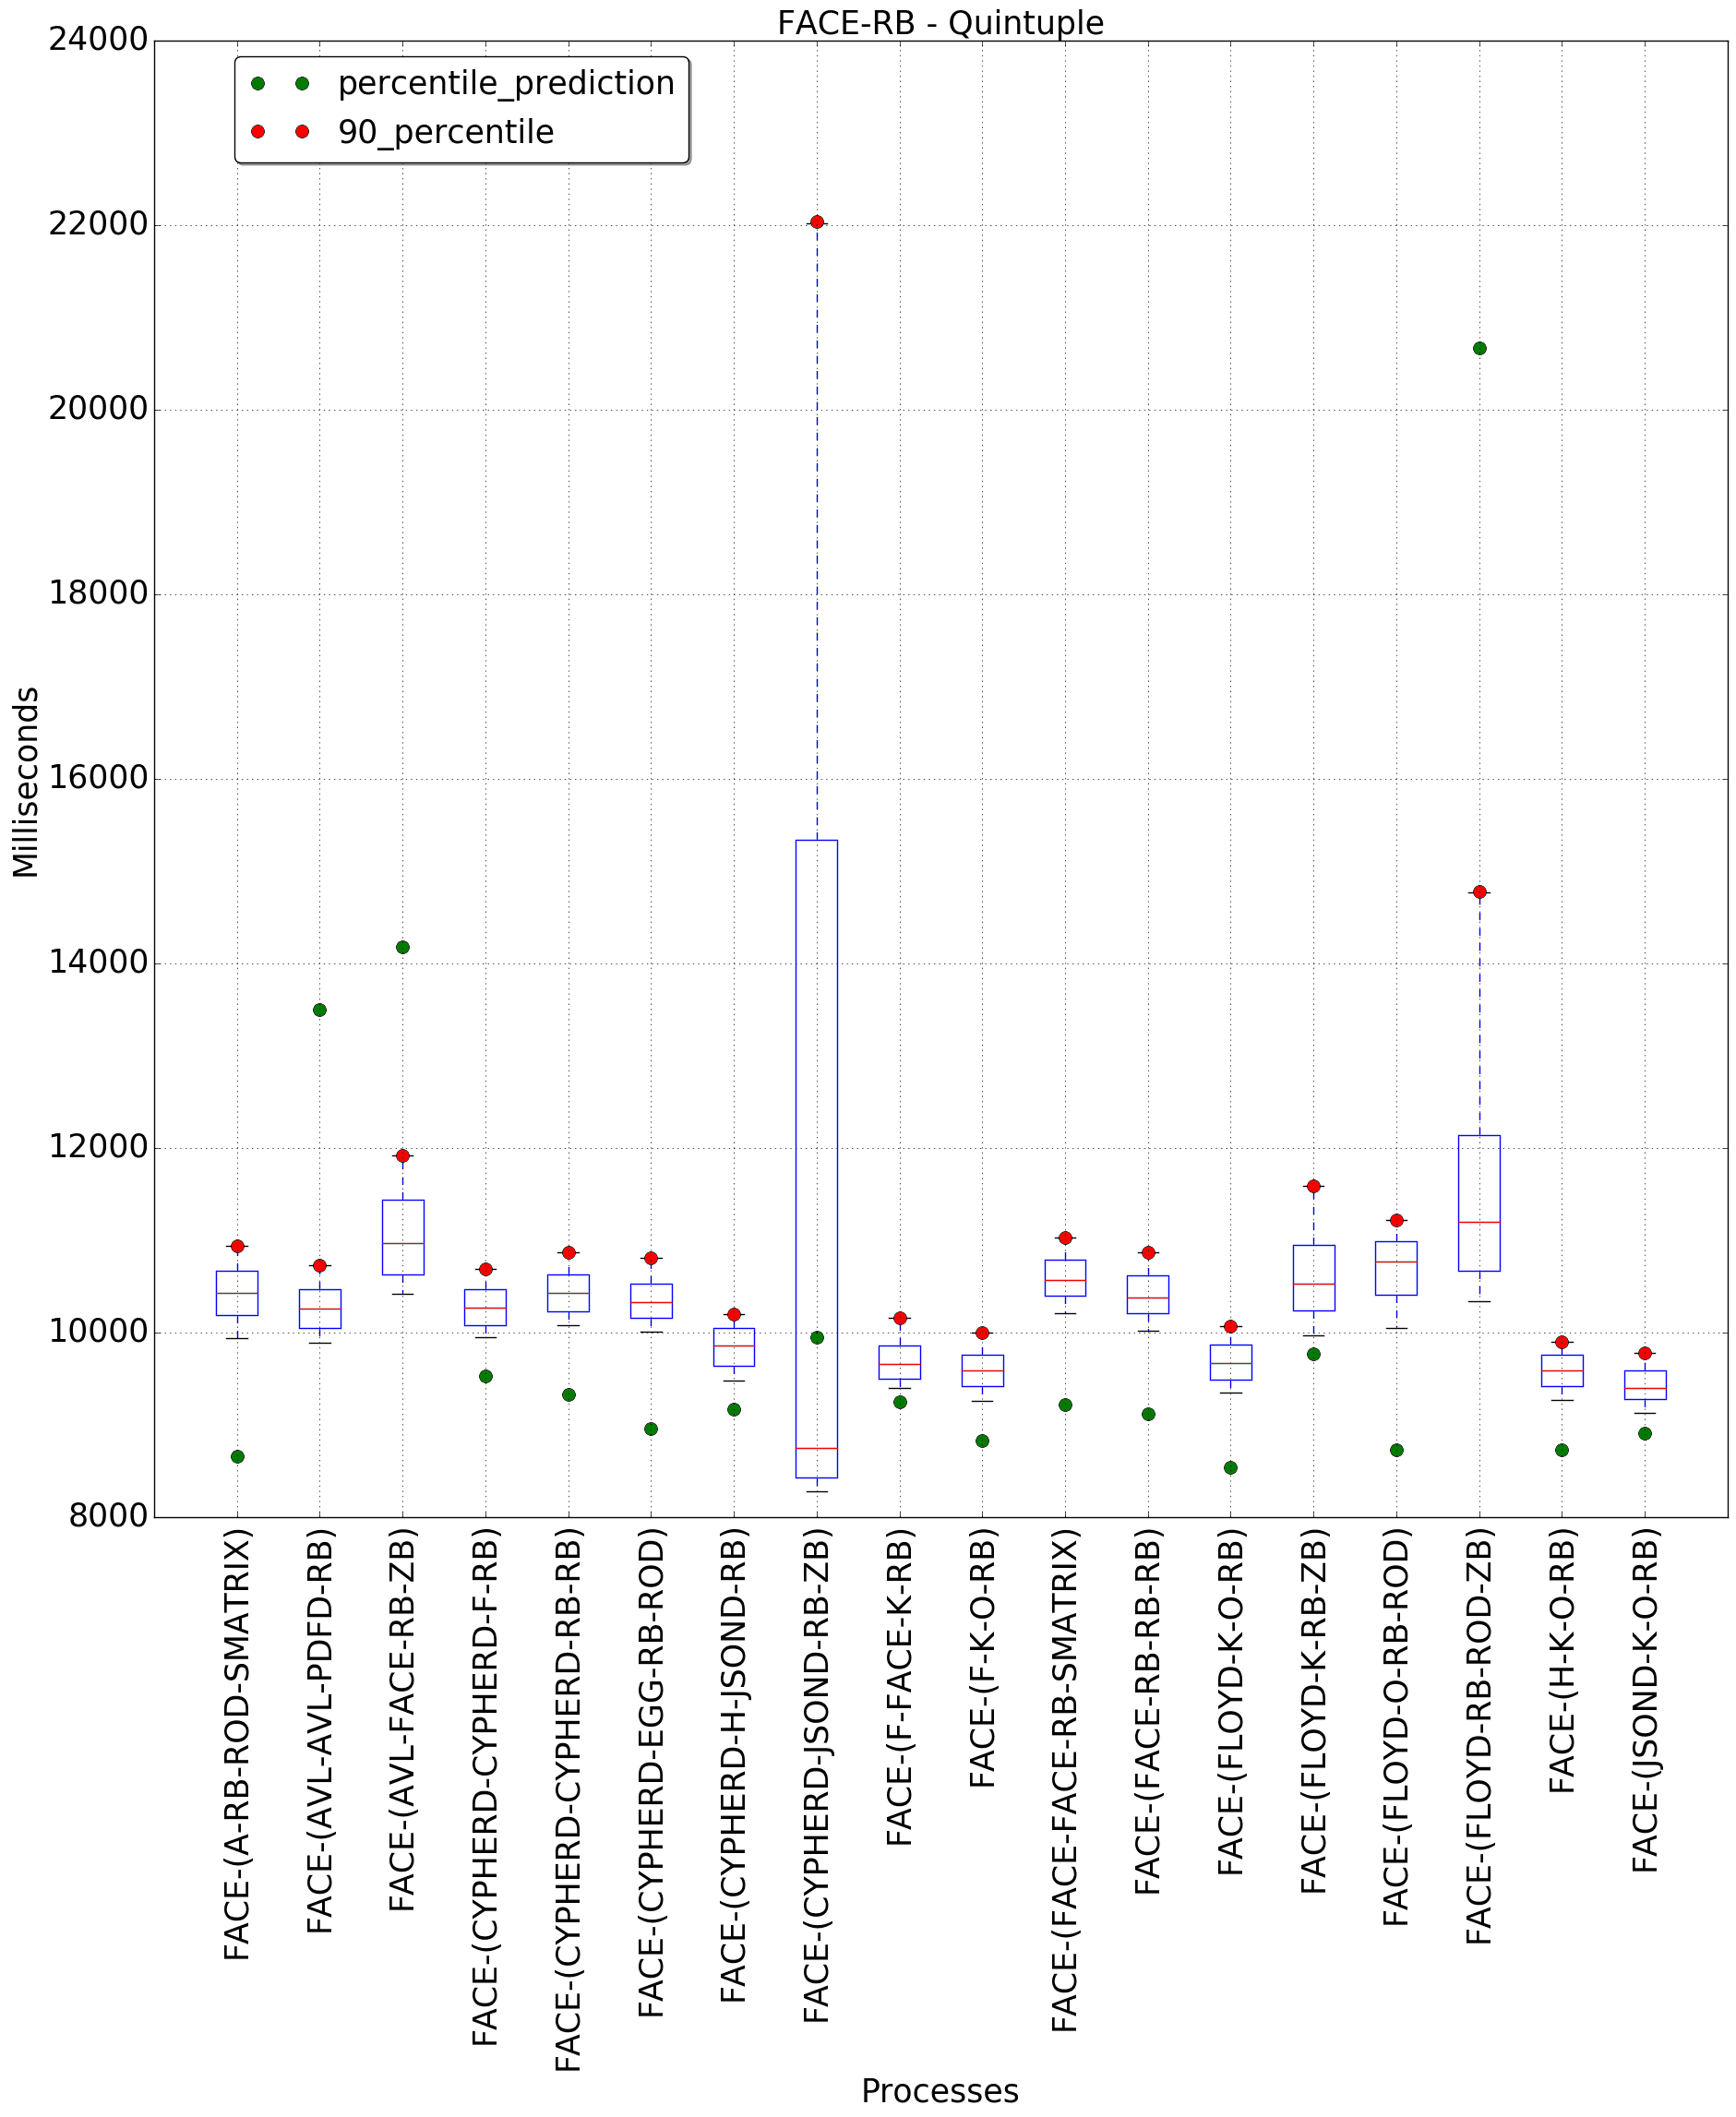 FACE-RB - Quintuple
percentile_prediction
90_percentile
24000
22000
20000
18000
16000
14000
12000
10000
8000
Milliseconds
FACE-(A-RB-ROD-SMATRIX)
FACE-(AVL-AVL-PDFD-RB)
FACE-(AVL-FACE-RB-ZB)
FACE-(CYPHERD-CYPHERD-F-RB)
FACE-(CYPHERD-CYPHERD-RB-RB)
FACE-(CYPHERD-EGG-RB-ROD)
FACE-(CYPHERD-H-JSOND-RB)
FACE-(CYPHERD-JSOND-RB-ZB)
FACE-(F-FACE-K-RB)
FACE-(F-K-O-RB)
FACE-(FACE-FACE-RB-SMATRIX)
FACE-(FACE-RB-RB-RB)
FACE-(FLOYD-K-O-RB)
FACE-(FLOYD-K-RB-ZB)
FACE-(FLOYD-O-RB-ROD)
FACE-(FLOYD-RB-ROD-ZB)
FACE-(H-K-O-RB)
FACE-(JSOND-K-O-RB)
Processes